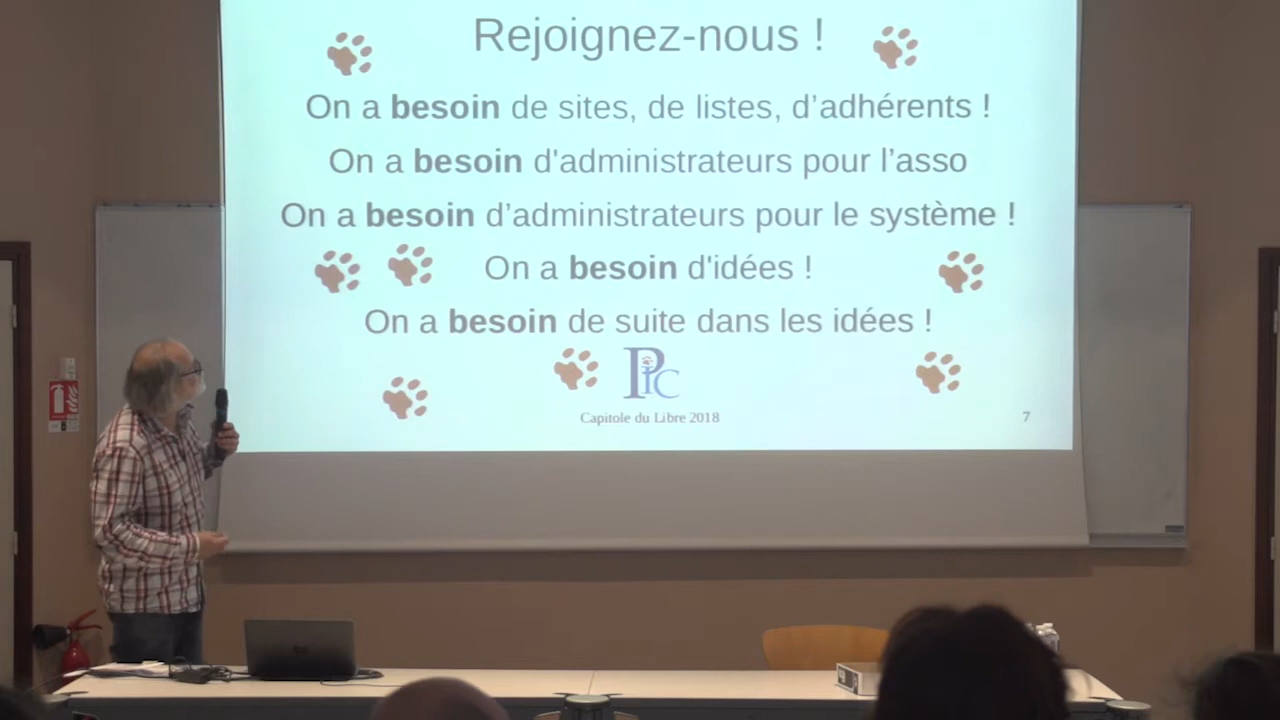 Rejoignez-nous !
On a besoin de sites, de listes, d’adhérents !
On a besoin d'administrateurs pour l’asso
On a besoin d’administrateurs pour le système !
On a besoin d'idées !
On a besoin de suite dans les idées !
PIC
Capitole du Libre 2018
7